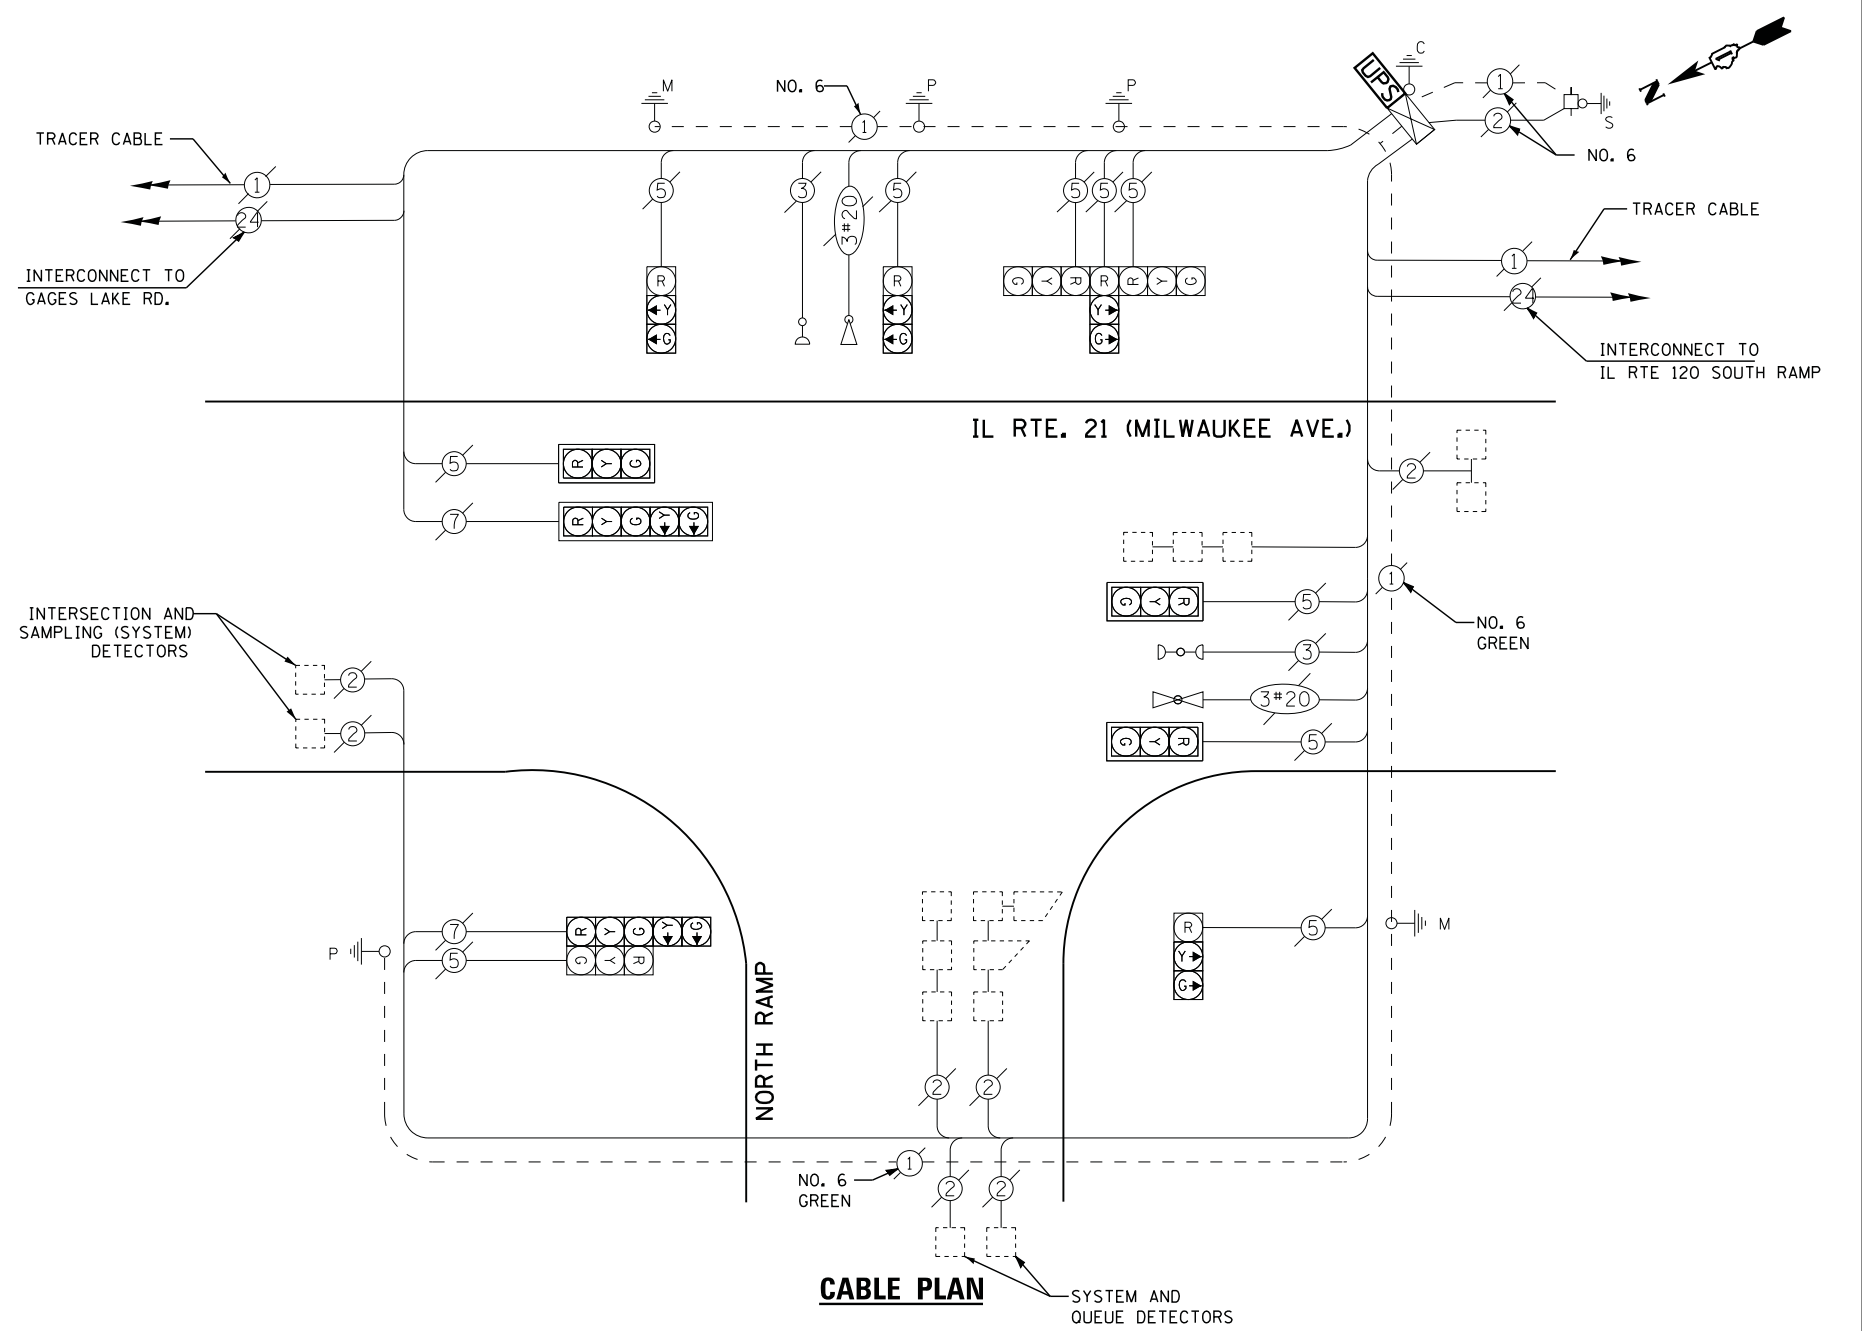 C
UPS
1
S
2
NO. 6
N
M
NO. 6
P
P
1
TRACER CABLE
1
24
INTERCONNECT TO
GAGES LAKE RD.
5
3
3#20
5
5
5
5
R
Y
G
R
Y
G
G Y R R R Y G
Y
G
TRACER CABLE
1
24
INTERCONNECT TO
IL RTE 120 SOUTH RAMP
IL RTE. 21 (MILWAUKEE AVE.)
5
R Y G
7
R Y G Y G
2
G Y R
5
1
NO. 6
GREEN
3
3#20
G Y R
5
INTERSECTION AND
SAMPLING (SYSTEM)
DETECTORS
2
2
P
7
R Y G Y G
5
G Y R
NORTH RAMP
R
Y
G
5
M
2
2
1
NO. 6
GREEN
2
2
SYSTEM AND
QUEUE DETECTORS
CABLE PLAN